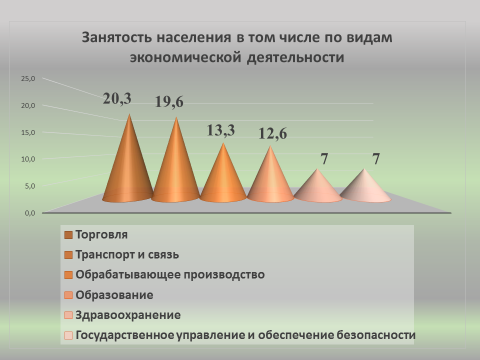 Занятость населения в том числе по видам
экономической деятельности
25,0
20,0
15,0
10,0
5,0
0,0
20,3
19,6
13,3
12,6
7
7
Торговля
Транспорт и связь
Обрабатывающее производство
Образование
Здравоохранение
Государственное управление и обеспечение безопасности